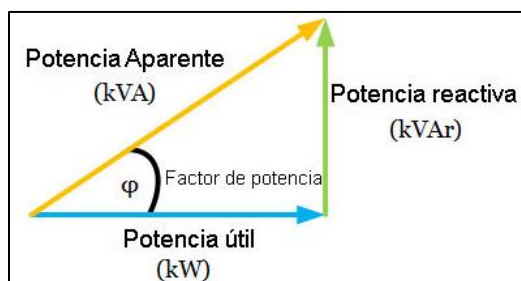 Potencia Aparente
(kVA)
Potencia reactiva
(kVAr)
φ
Factor de potencia
Potencia útil
(kW)